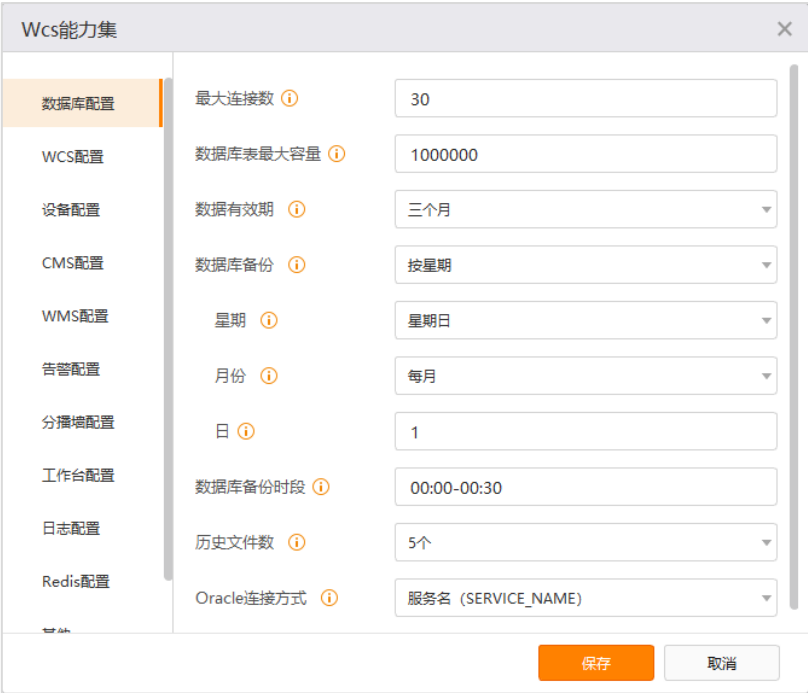 Wcs能力集
数据库配置
WCS配置
设备配置
CMS配置
WMS配置
告警配置
分播墙配置
工作台配置
日志配置
Redis配置
其他
最大连接数 30
数据库表最大容量 1000000
数据有效期 三个月
数据库备份 按星期
星期 星期日
月份 每月
日 1
数据库备份时段 00:00-00:30
历史文件数 5个
Oracle连接方式 服务名（SERVICE_NAME）
保存 取消